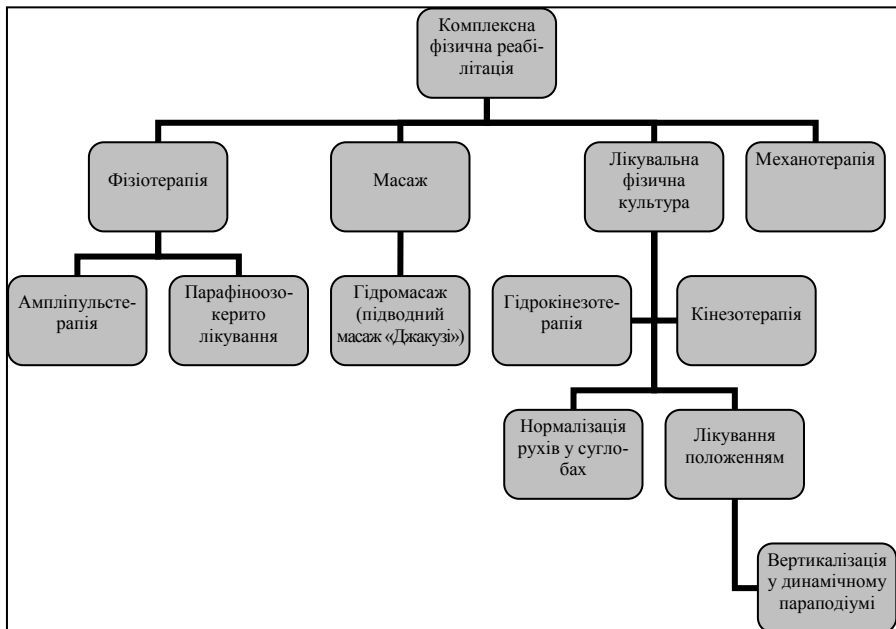 Комплексна
фізична реабі-
літація
Фізіотерапія
Масаж
Лікувальна
фізична
культура
Механотерапія
Ампліпульсте-
рапія
Парафіноозо-
керито
лікування
Гідромасаж
(підводний
масаж «Джакузі»)
Гідрокінезоте-
рапія
Кінезотерапія
Нормалізація
рухів у сугло-
бах
Лікування
положенням
Вертикалізація
у динамічному
параподіумі